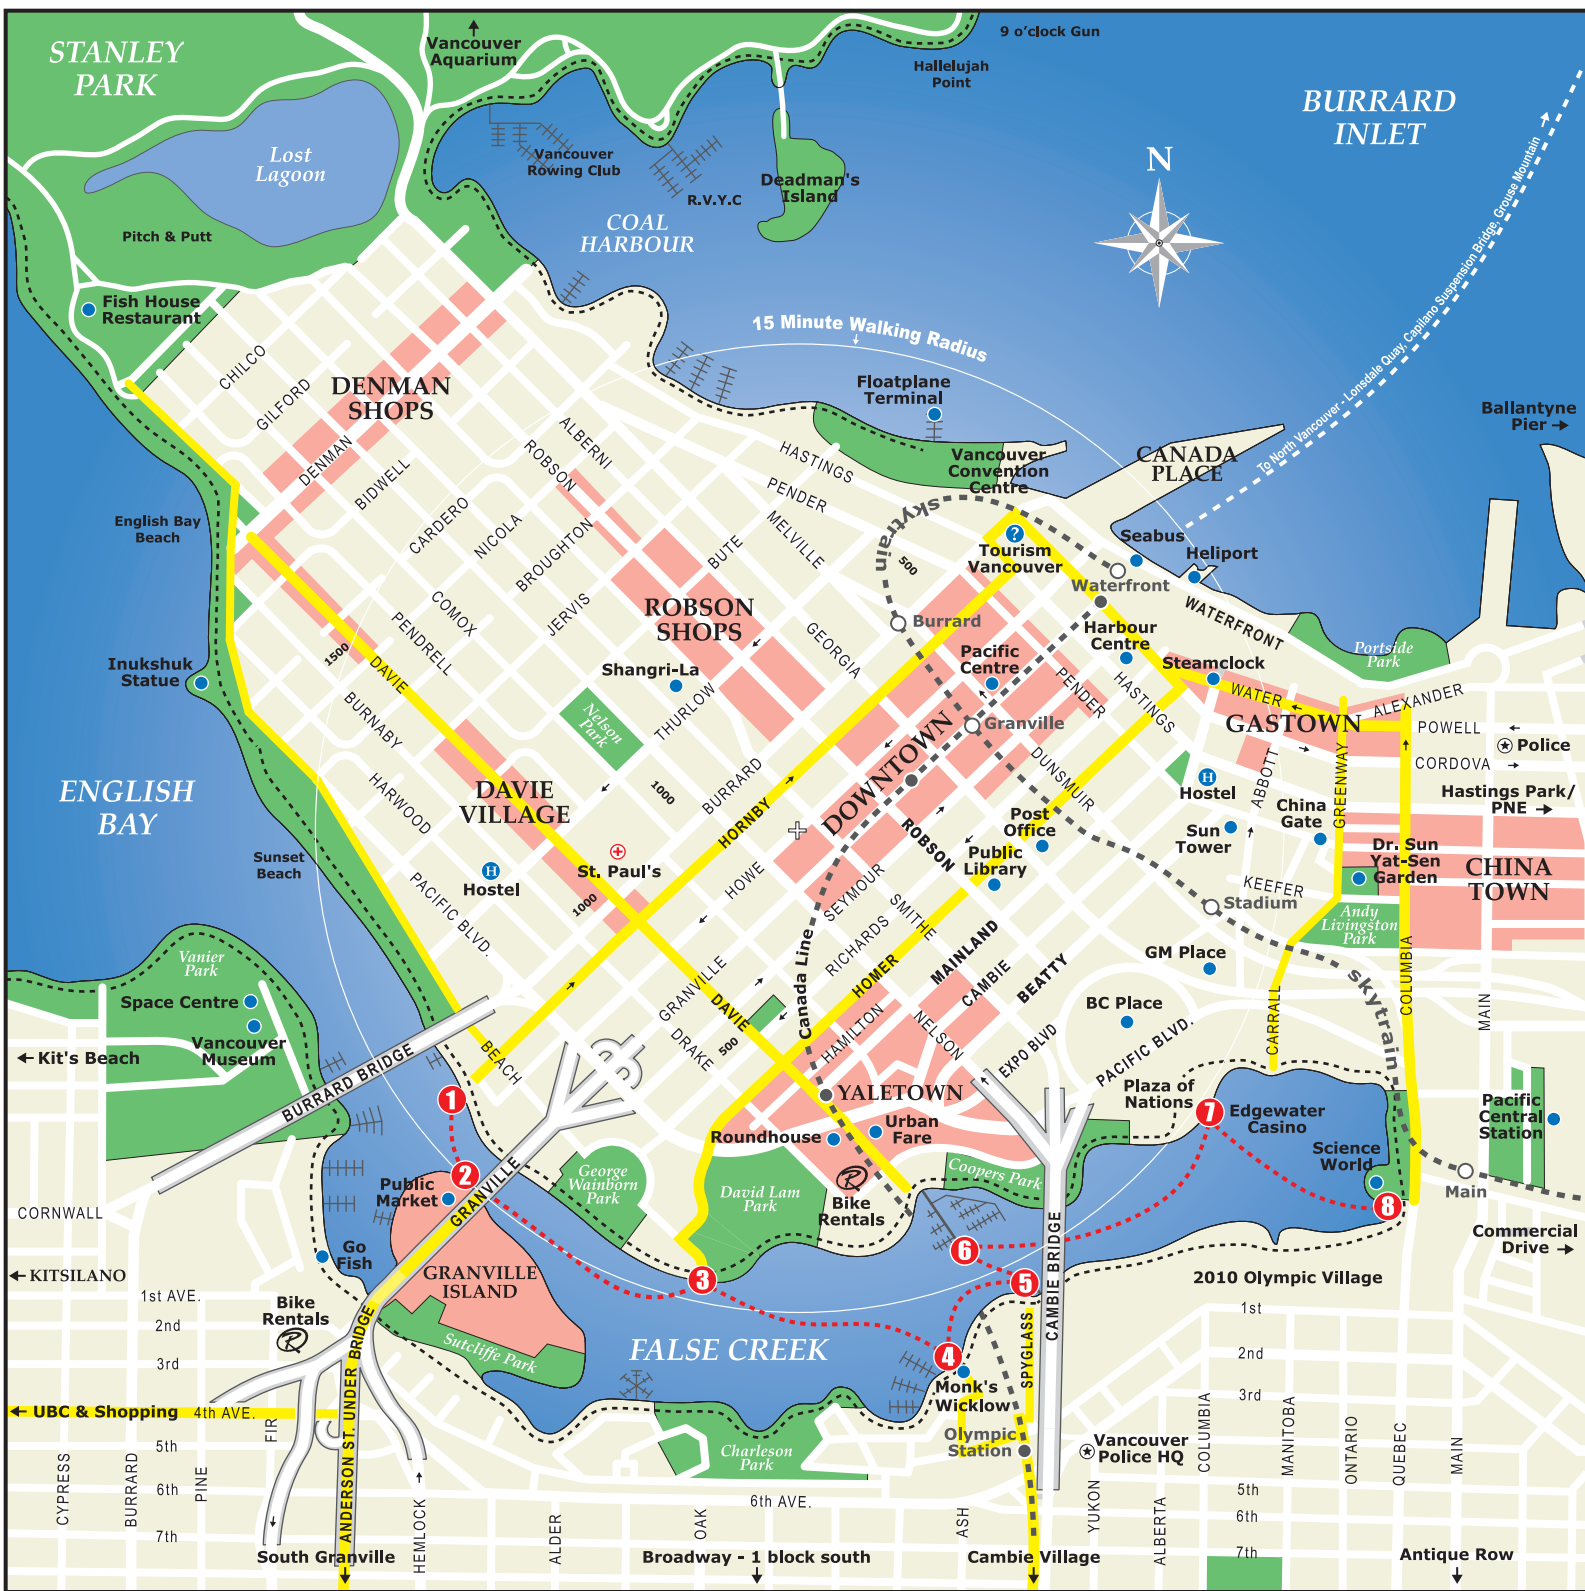 STANLEY
PARK
Vancouver
Aquarium
9 o'clock Gun
Hallelujah
Point
BURRARD
INLET
Lost
Lagoon
Vancouver
Rowing Club
R.V.Y.C
Deadman's
Island
N
COAL
HARBOUR
Pitch & Putt
Fish House
Restaurant
To North Vancouver - Lonsdale Quay, Capilano Suspension Bridge, Grouse Mountain
15 Minute Walking Radius
CHILCO
GILFORD
DENMAN
SHOPS
Floatplane
Terminal
Ballantyne
Pier
DENMAN
BIDWELL
ALBERNI
ROBSON
HASTINGS
PENDER
MELVILLE
Vancouver
Convention
Centre
CANADA
PLACE
CARDERO
NICOLA
BROUGHTON
JERVIS
BUTE
skytrain
500
English Bay
Beach
?
Tourism
Vancouver
Seabus
Heliport
Waterfront
WATERFRONT
COMOX
PENDRELL
ROBSON
SHOPS
GEORGIA
Burrard
Harbour
Centre
Pacific
Centre
Portside
Park
1500
DAVIE
Inukshuk
Statue
Shangri-La
THURLOW
PENDER
HASTINGS
Steamclock
WATER
GASTOWN
ALEXANDER
POWELL
CORDOVA
Police
BURNABY
HARWOOD
Nelson
Park
Granville
DOWNTOWN
DUNSMUIR
ENGLISH
BAY
DAVIE
VILLAGE
1000
BURRARD
HORNBY
H
Hostel
ABBOTT
GREENWAY
Hastings Park/
PNE
China
Gate
Sun
Tower
Post
Office
Public
Library
ROBSON
Sunset
Beach
PACIFIC BLVD.
H
Hostel
St. Paul's
1000
HOWE
SEYMOUR
SMITHE
KEEFER
Stadium
Dr. Sun
Yat-Sen
Garden
CHINA
TOWN
Andy
Livingston
Park
Vanier
Park
Space Centre
Vancouver
Museum
GRANVILLE
DRAKE
DAVIE
500
Canada Line
RICHARDS
HOMER
HAMILTON
MAINLAND
CAMBIE
BEATTY
NELSON
EXPO BLVD
GM Place
BC Place
PACIFIC BLVD.
CARRALL
skytrain
COLUMBIA
MAIN
Kit's Beach
BURRARD BRIDGE
BEACH
1
YALETOWN
Plaza of
Nations
7
Edgewater
Casino
Science
World
Pacific
Central
Station
Roundhouse
Urban
Fare
2
Public
Market
GRANVILLE
George
Wainborn
Park
David Lam
Park
R
Bike
Rentals
Coopers Park
CORNWALL
8
Main
Commercial
Drive
Go
Fish
6
CAMBIE BRIDGE
KITSILANO
GRANVILLE
ISLAND
3
5
2010 Olympic Village
1st AVE.
2nd
3rd
4th AVE.
5th
6th
7th
Bike
Rentals
R
Sutcliffe Park
FALSE CREEK
4
Monk's
Wicklow
SPYGLASS
1st
2nd
3rd
UBC & Shopping
FIR
ANDERSON ST. UNDER BRIDGE
Charleson
Park
Olympic
Station
Vancouver
Police HQ
CYPRESS
BURRARD
PINE
HEMLOCK
ALDER
OAK
6th AVE.
ASH
YUKON
ALBERTA
COLUMBIA
MANITOBA
ONTARIO
QUEBEC
MAIN
5th
6th
7th
South Granville
Broadway - 1 block south
Cambie Village
Antique Row